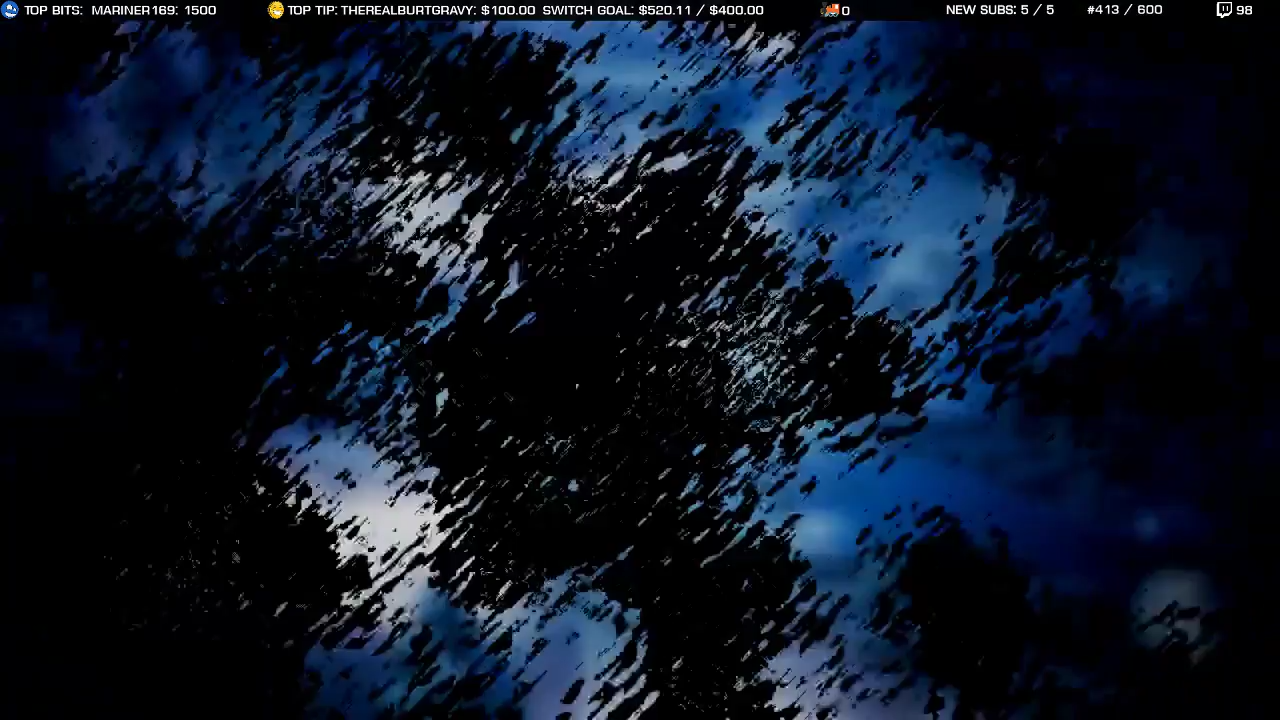 TOP BITS: MARINER169: 1500 TOP TIP: THEREALBURTGRAVY: $100.00 SWITCH GOAL: $520.11 / $400.00 0 NEW SUBS: 5 / 5 #413 / 600 98